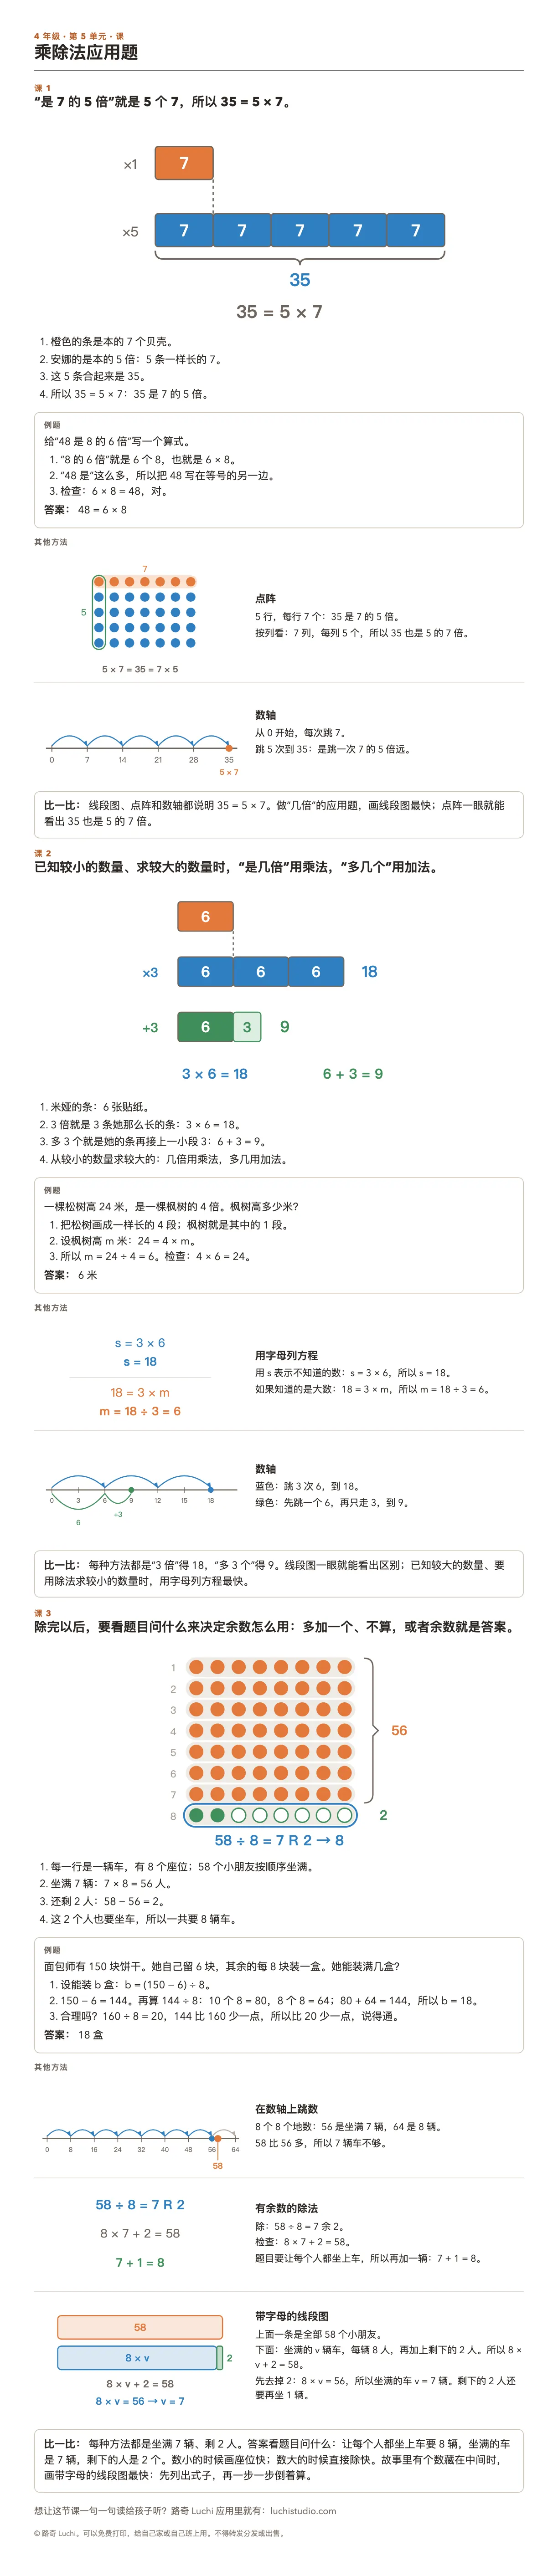 4 年级 · 第 5 单元 · 课
乘除法应用题
课 1
“是 7 的 5 倍”就是 5 个 7，所以 35 = 5 × 7。
×1
7
×5
7 7 7 7 7
35
35 = 5 × 7
1. 橙色的条是本的 7 个贝壳。
2. 安娜的是本的 5 倍：5 条一样长的 7。
3. 这 5 条合起来是 35。
4. 所以 35 = 5 × 7：35 是 7 的 5 倍。
例题
给“48 是 8 的 6 倍”写一个算式。
1. “8 的 6 倍”就是 6 个 8，也就是 6 × 8。
2. “48 是”这么多，所以把 48 写在等号的另一边。
3. 检查：6 × 8 = 48，对。
答案： 48 = 6 × 8
其他方法
7
5
5 × 7 = 35 = 7 × 5
点阵
5 行，每行 7 个：35 是 7 的 5 倍。
按列看：7 列，每列 5 个，所以 35 也是 5 的 7 倍。
0 7 14 21 28 35
5 × 7
数轴
从 0 开始，每次跳 7。
跳 5 次到 35：是跳一次 7 的 5 倍远。
比一比： 线段图、点阵和数轴都说明 35 = 5 × 7。做“几倍”的应用题，画线段图最快；点阵一眼就能
看出 35 也是 5 的 7 倍。
课 2
已知较小的数量、求较大的数量时，“是几倍”用乘法，“多几个”用加法。
6
×3
6 6 6
18
+3
6 3
9
3 × 6 = 18
6 + 3 = 9
1. 米娅的条：6 张贴纸。
2. 3 倍就是 3 条她那么长的条：3 × 6 = 18。
3. 多 3 个就是她的条再接上一小段 3：6 + 3 = 9。
4. 从较小的数量求较大的：几倍用乘法，多几用加法。
例题
一棵松树高 24 米，是一棵枫树的 4 倍。枫树高多少米？
1. 把松树画成一样长的 4 段；枫树就是其中的 1 段。
2. 设枫树高 m 米：24 = 4 × m。
3. 所以 m = 24 ÷ 4 = 6。检查：4 × 6 = 24。
答案： 6 米
其他方法
s = 3 × 6
s = 18
18 = 3 × m
m = 18 ÷ 3 = 6
用字母列方程
用 s 表示不知道的数：s = 3 × 6，所以 s = 18。
如果知道的是大数：18 = 3 × m，所以 m = 18 ÷ 3 = 6。
0 3 6 9 12 15 18
+3
6
数轴
蓝色：跳 3 次 6，到 18。
绿色：先跳一个 6，再只走 3，到 9。
比一比： 每种方法都是“3 倍”得 18，“多 3 个”得 9。线段图一眼就能看出区别；已知较大的数量、要
用除法求较小的数量时，用字母列方程最快。
课 3
除完以后，要看题目问什么来决定余数怎么用：多加一个、不算，或者余数就是答案。
1
2
3
4
5
6
7
8
56
2
58 ÷ 8 = 7 R 2 → 8
1. 每一行是一辆车，有 8 个座位；58 个小朋友按顺序坐满。
2. 坐满 7 辆：7 × 8 = 56 人。
3. 还剩 2 人：58 − 56 = 2。
4. 这 2 个人也要坐车，所以一共要 8 辆车。
例题
面包师有 150 块饼干。她自己留 6 块，其余的每 8 块装一盒。她能装满几盒？
1. 设能装 b 盒：b = (150 − 6) ÷ 8。
2. 150 − 6 = 144。再算 144 ÷ 8：10 个 8 = 80，8 个 8 = 64；80 + 64 = 144，所以 b = 18。
3. 合理吗？160 ÷ 8 = 20，144 比 160 少一点，所以比 20 少一点，说得通。
答案： 18 盒
其他方法
0 8 16 24 32 40 48 56 64
58
在数轴上跳数
8 个 8 个地数：56 是坐满 7 辆，64 是 8 辆。
58 比 56 多，所以 7 辆车不够。
58 ÷ 8 = 7 R 2
8 × 7 + 2 = 58
7 + 1 = 8
有余数的除法
除：58 ÷ 8 = 7 余 2。
检查：8 × 7 + 2 = 58。
题目要让每个人都坐上车，所以再加一辆：7 + 1 = 8。
58
8 × v
2
8 × v + 2 = 58
8 × v = 56 → v = 7
带字母的线段图
上面一条是全部 58 个小朋友。
下面：坐满的 v 辆车，每辆 8 人，再加上剩下的 2 人。所以 8 ×
v + 2 = 58。
先去掉 2：8 × v = 56，所以坐满的车 v = 7 辆。剩下的 2 人还
要再坐 1 辆。
比一比： 每种方法都是坐满 7 辆、剩 2 人。答案看题目问什么：让每个人都坐上车要 8 辆，坐满的车
是 7 辆，剩下的人是 2 个。数小的时候画座位快；数大的时候直接除快。故事里有个数藏在中间时，
画带字母的线段图最快：先列出式子，再一步一步倒着算。
想让这节课一句一句读给孩子听？路奇 Luchi 应用里就有：luchistudio.com
© 路奇 Luchi。可以免费打印，给自己家或自己班上用。不得转发分发或出售。